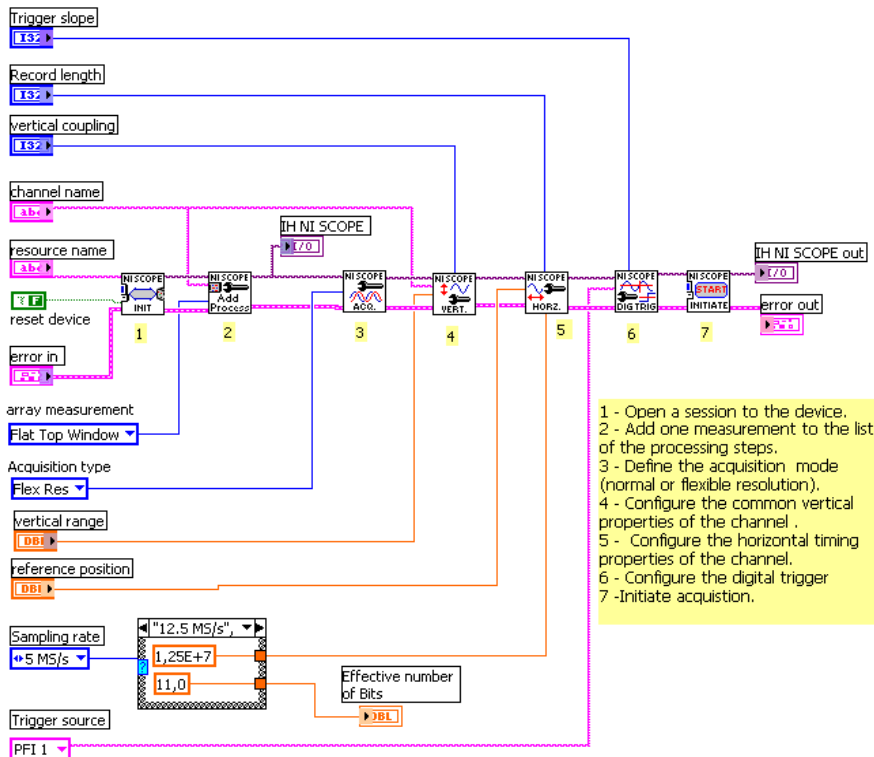 Trigger slope
I32
Record length
I32
vertical coupling
I32
channel name
abc
IH NI SCOPE
I/O
resource name
abc
IH NI SCOPE out
I/O
NI SCOPE
INIT
NI SCOPE
Add
Process
NI SCOPE
ACQ.
NI SCOPE
VERT.
NI SCOPE
HORZ.
NI SCOPE
DIG TRIG
NI SCOPE
START
INITIATE
F
reset device
error out
1
2
3
4
5
6
7
error in
array measurement
Flat Top Window
Acquisition type
Flex Res
vertical range
DBL
reference position
DBL
1 - Open a session to the device.
2 - Add one measurement to the list
of the processing steps.
3 - Define the acquisition mode
(normal or flexible resolution).
4 - Configure the common vertical
properties of the channel .
5 - Configure the horizontal timing
properties of the channel.
6 - Configure the digital trigger
7 -Initiate acquistion.
Sampling rate
5 MS/s
"12.5 MS/s",
?
1,25E+7
11,0
Effective number
of Bits
DBL
Trigger source
PFI 1